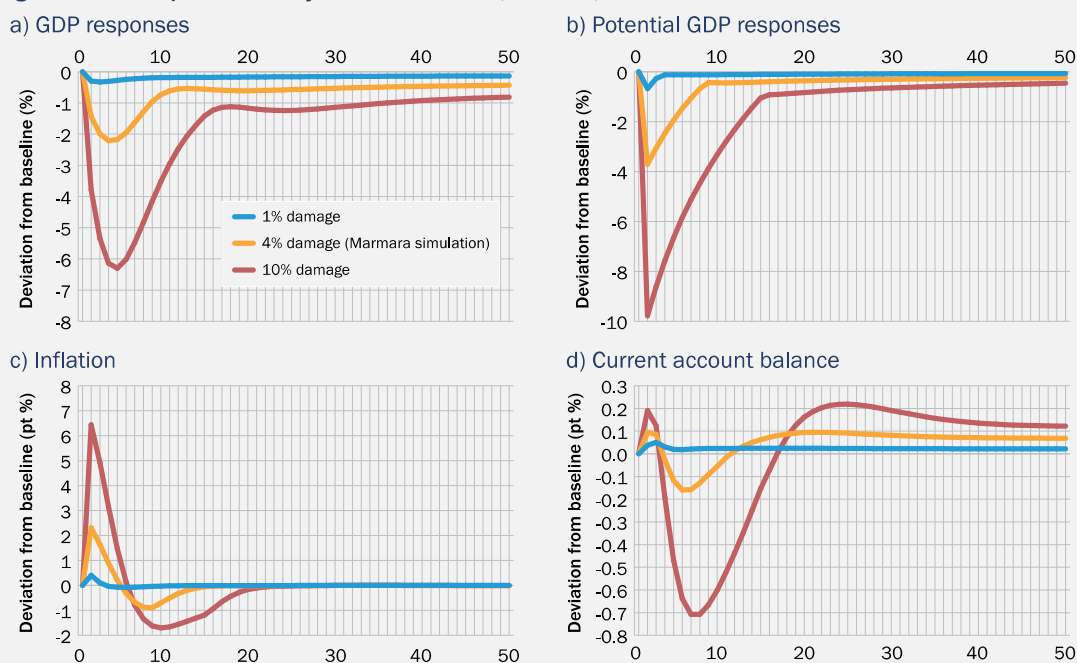 a) GDP responses
b) Potential GDP responses
0 10 20 30 40 50
0 10 20 30 40 50
Deviation from baseline (%)
0
-1
-2
-3
-4
-5
-6
-7
-8
1% damage
4% damage (Marmara simulation)
10% damage
Deviation from baseline (%)
0
-2
-4
-6
-8
-10
c) Inflation
d) Current account balance
Deviation from baseline (pt %)
8
7
6
5
4
3
2
1
0
-1
-2
0 10 20 30 40 50
Deviation from baseline (pt %)
0.3
0.2
0.1
0.0
-0.1
-0.2
-0.3
-0.4
-0.5
-0.6
-0.7
-0.8
0 10 20 30 40 50